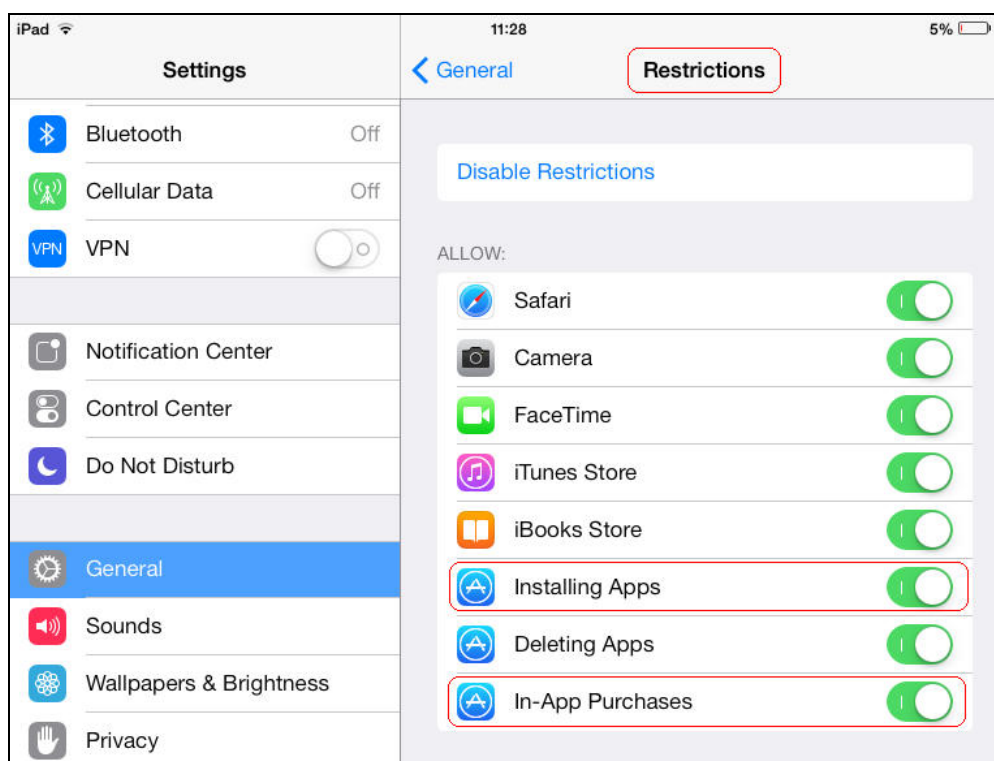 iPad 11:28 5%
Settings
General Restrictions
Bluetooth Off
Cellular Data Off
VPN VPN
Notification Center
Control Center
Do Not Disturb
General
Sounds
Wallpapers & Brightness
Privacy
Disable Restrictions
ALLOW:
Safari
Camera
FaceTime
iTunes Store
iBooks Store
Installing Apps
Deleting Apps
In-App Purchases